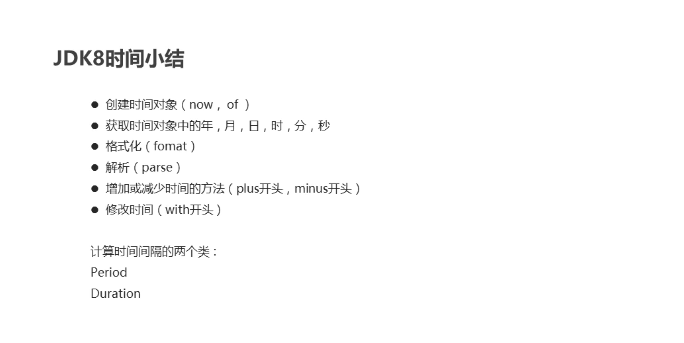 JDK8时间小结
● 创建时间对象（now，of ）
● 获取时间对象中的年，月，日，时，分，秒
● 格式化（fomat）
● 解析（parse）
● 增加或减少时间的方法（plus开头，minus开头）
● 修改时间（with开头）
计算时间间隔的两个类：
Period
Duration